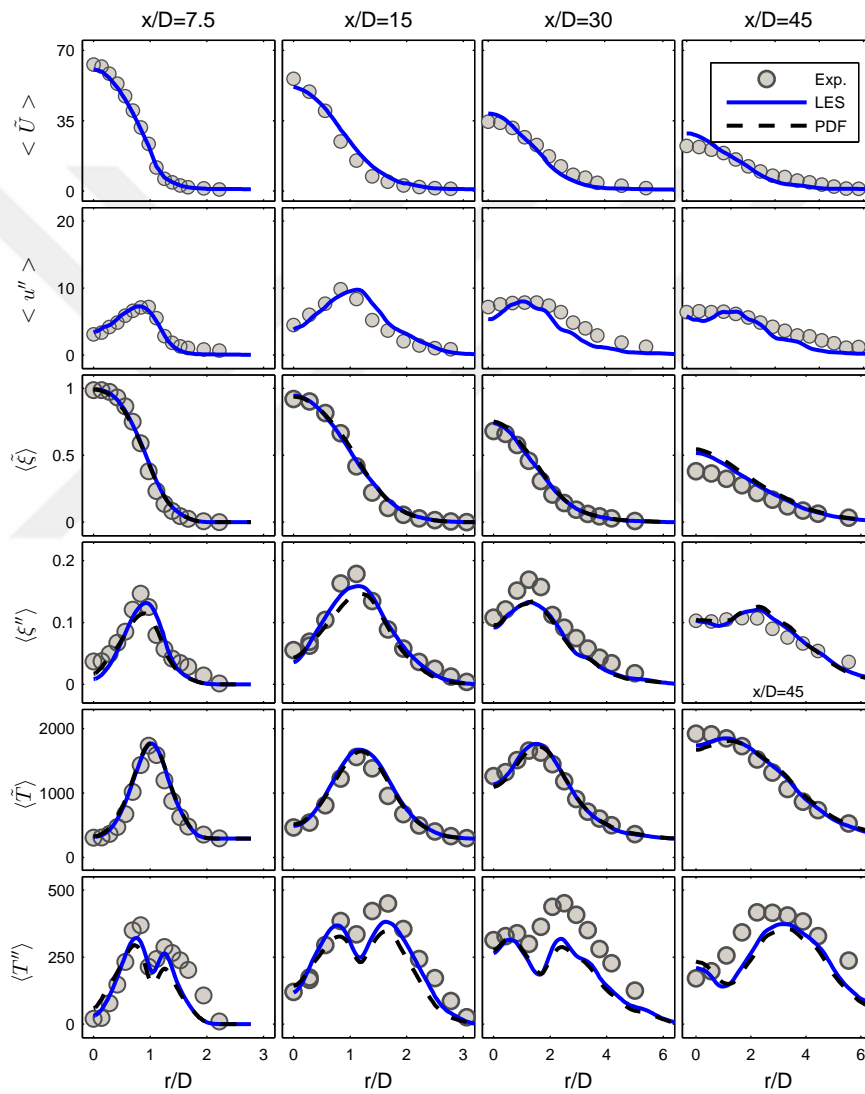 x/D=7.5 x/D=15 x/D=30 x/D=45
70
35
0
< Ũ >
Exp.
LES
PDF
20
10
0
< u″ >
1
0.5
0
⟨ξ̃⟩
0.2
0.1
0
⟨ξ″⟩
x/D=45
2000
1000
0
⟨T̃⟩
500
250
0
⟨T″⟩
0 1 2 3 0 1 2 3 0 2 4 6 0 2 4 6
r/D r/D r/D r/D